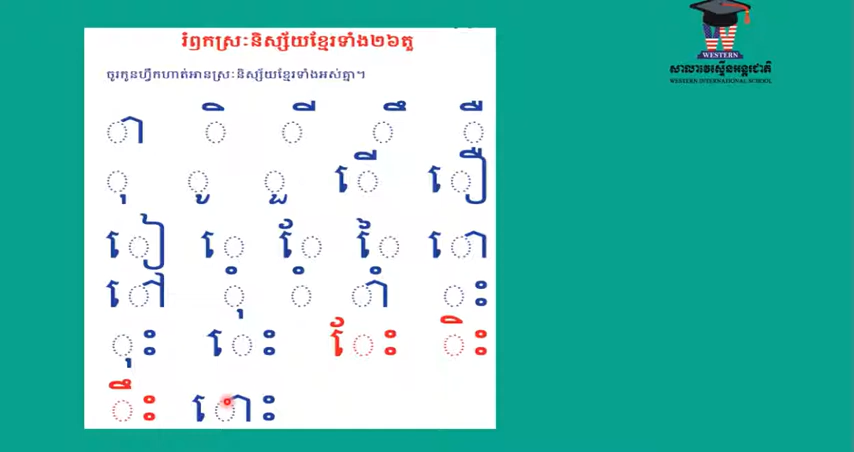 រំឭកស្រៈនិស្ស័យខ្មែរទាំង២៦តួ
ចូរកូនហ្វឹកហាត់អានស្រៈនិស្ស័យខ្មែរទាំងអស់គ្នា។
WESTERN
សាលាវេស្ទើនអន្តរជាតិ
WESTERN INTERNATIONAL SCHOOL
◌ា ◌ិ ◌ី ◌ឹ ◌ឺ
◌ុ ◌ូ ◌ួ ◌ើ ◌ឿ
◌ៀ ◌េ ◌ែ ◌ៃ ◌ោ
◌ៅ ◌ុំ ◌ំ ◌ាំ ◌ះ
◌ុះ ◌េះ ◌ែះ ◌ិះ
◌ឹះ ◌ោះ